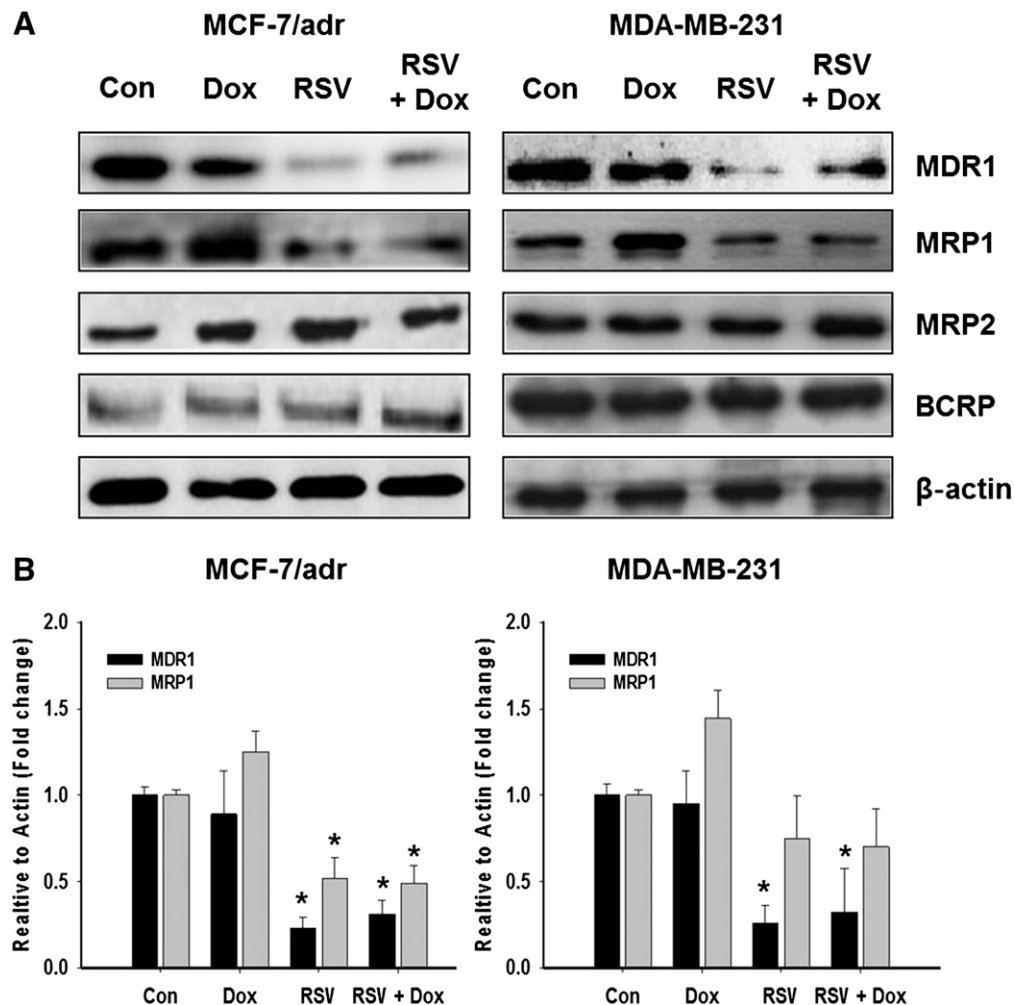 A
MCF-7/adr MDA-MB-231
Con Dox RSV RSV + Dox Con Dox RSV RSV + Dox
MDR1
MRP1
MRP2
BCRP
β-actin
B
MCF-7/adr MDA-MB-231
Realtive to Actin (Fold change)
2.0
1.5
1.0
0.5
0.0
MDR1
MRP1
* * * *
Con Dox RSV RSV + Dox
Realtive to Actin (Fold change)
2.0
1.5
1.0
0.5
0.0
MDR1
MRP1
* *
Con Dox RSV RSV + Dox